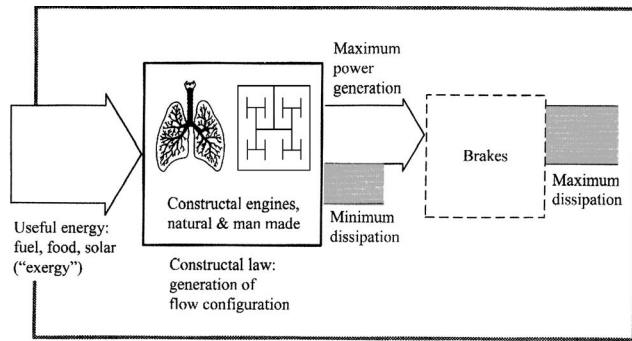 Useful energy:
fuel, food, solar
(“exergy”)
Constructal engines,
natural & man made
Constructal law:
generation of
flow configuration
Maximum
power
generation
Minimum
dissipation
Brakes
Maximum
dissipation